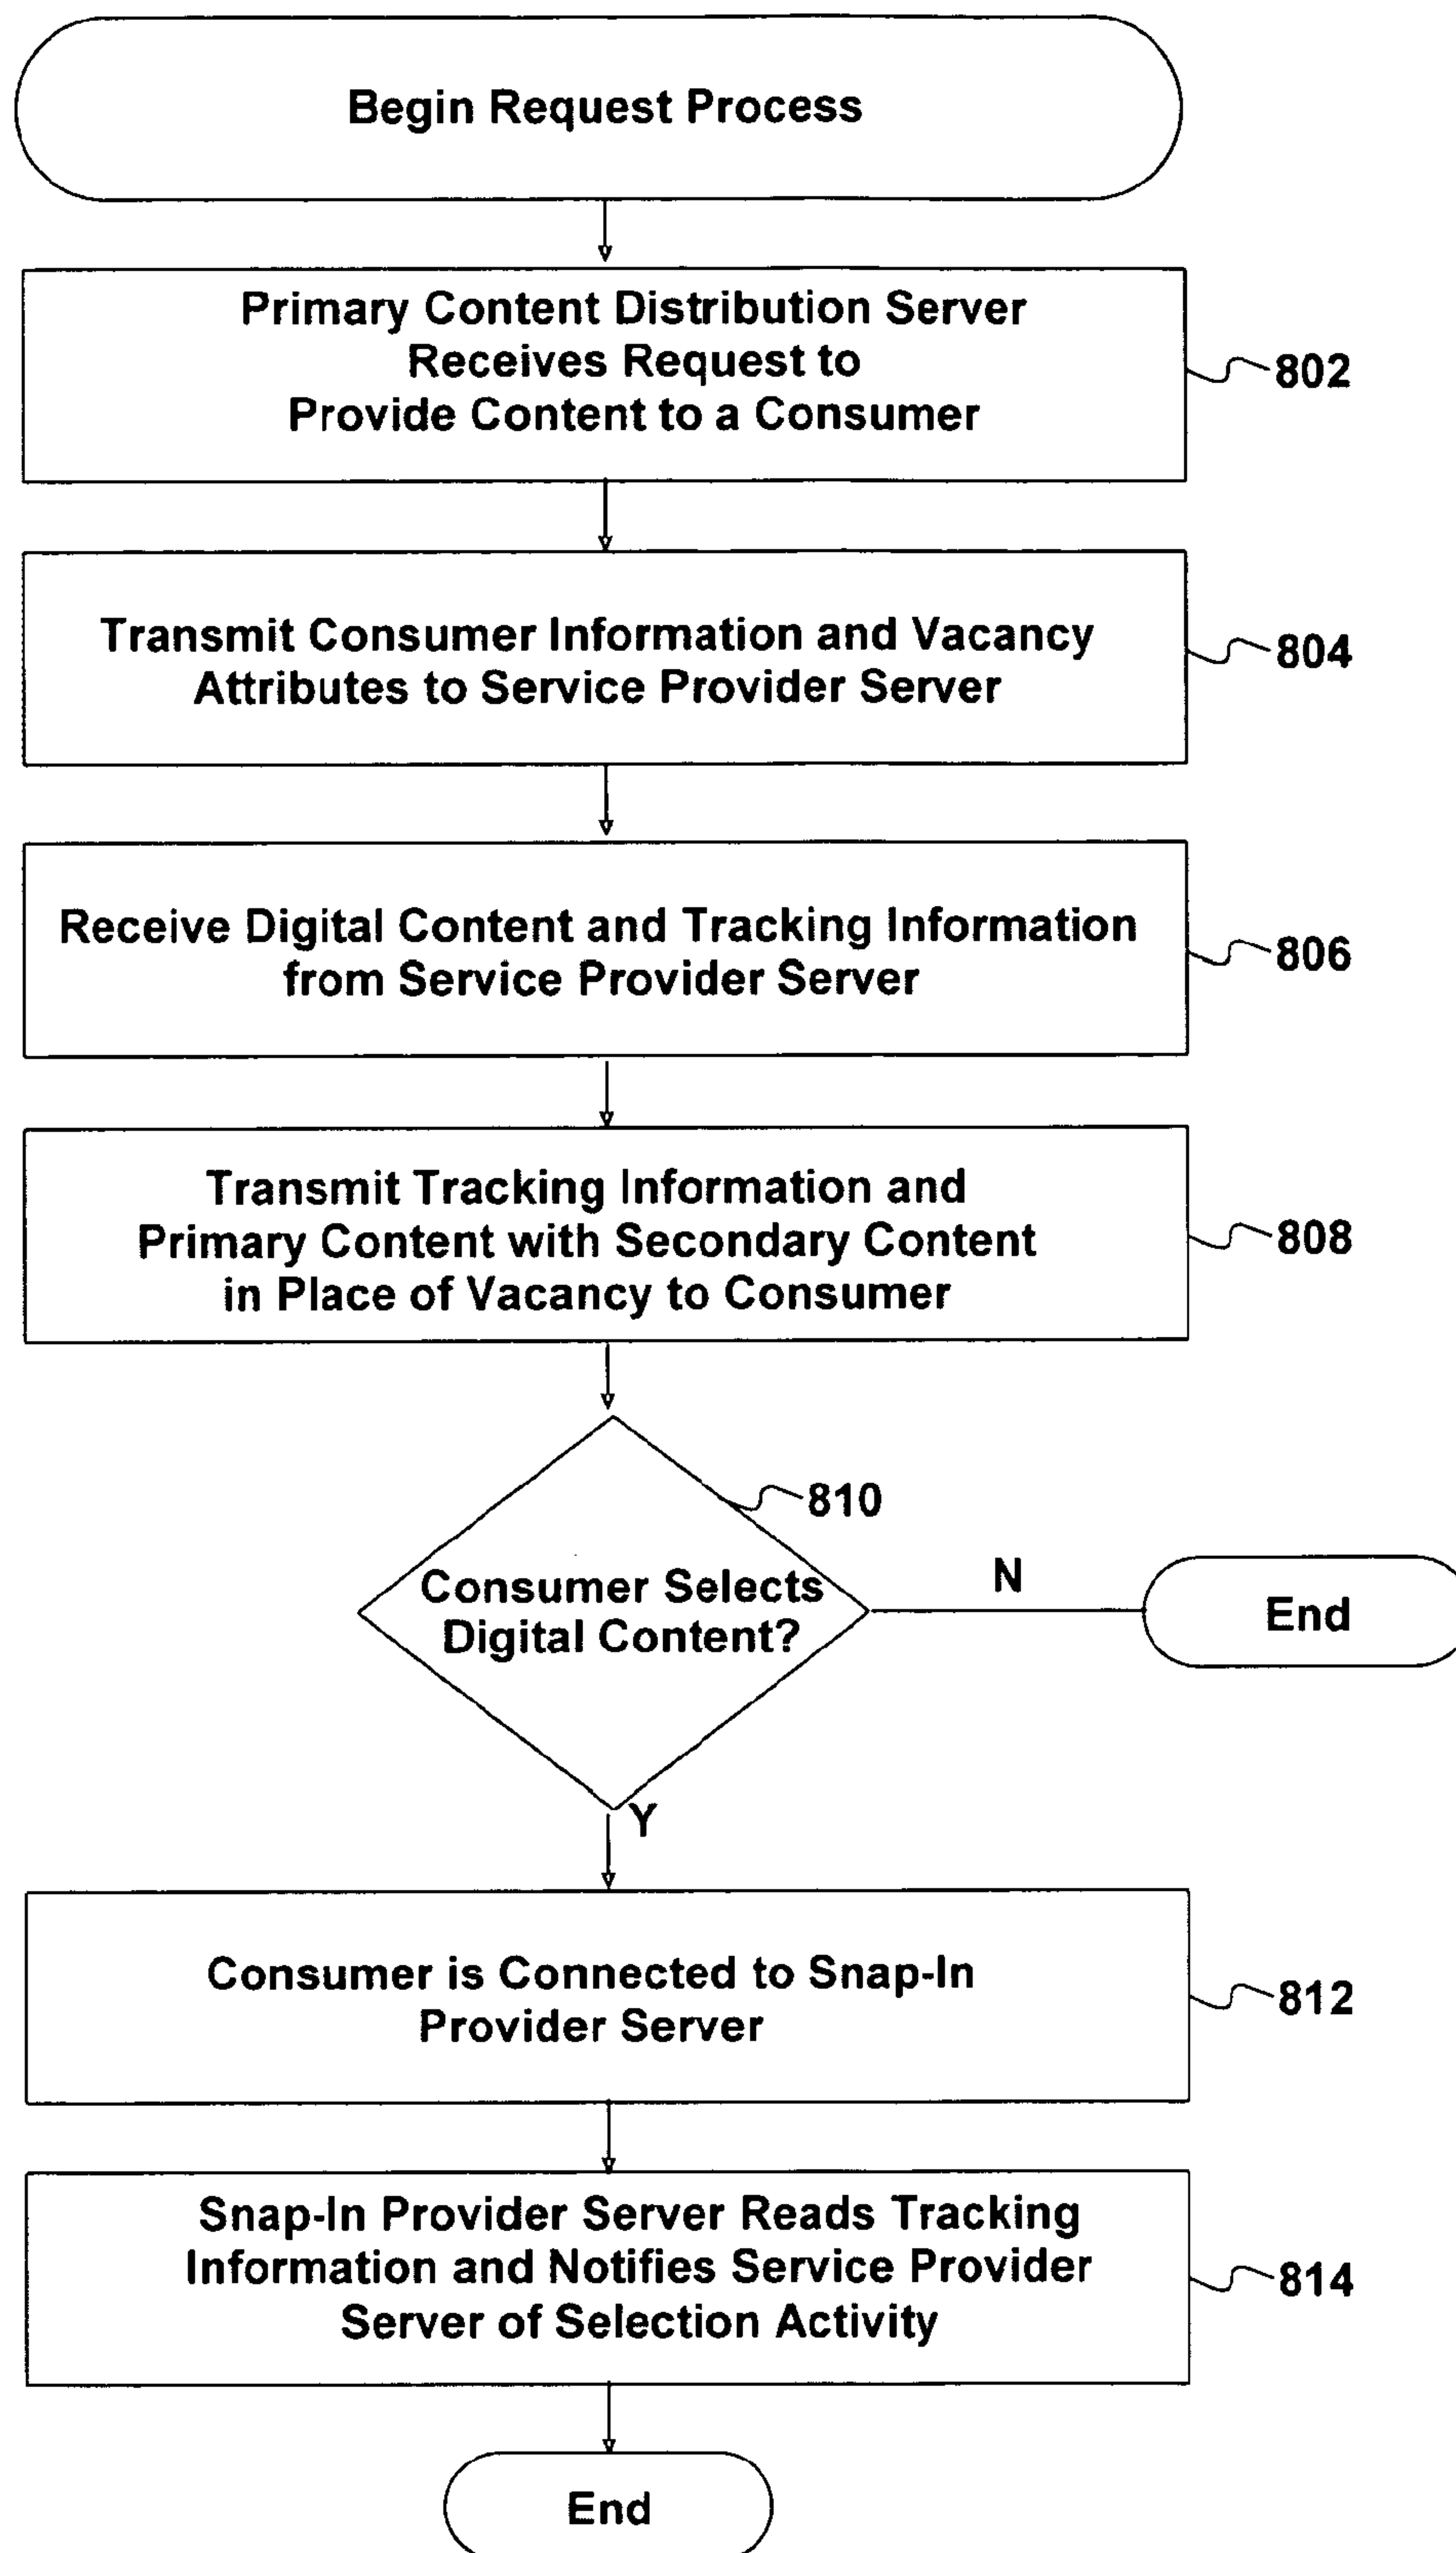 Begin Request Process
Primary Content Distribution Server
Receives Request to
Provide Content to a Consumer
802
Transmit Consumer Information and Vacancy
Attributes to Service Provider Server
804
Receive Digital Content and Tracking Information
from Service Provider Server
806
Transmit Tracking Information and
Primary Content with Secondary Content
in Place of Vacancy to Consumer
808
810
Consumer Selects
Digital Content?
N
End
Y
Consumer is Connected to Snap-In
Provider Server
812
Snap-In Provider Server Reads Tracking
Information and Notifies Service Provider
Server of Selection Activity
814
End